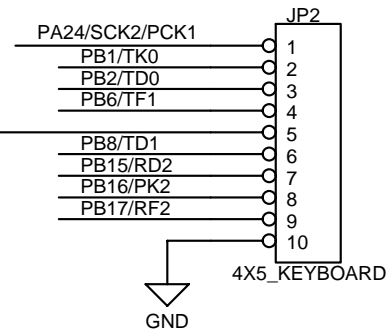 JP2
PA24/SCK2/PCK1
1
PB1/TK0
2
PB2/TD0
3
PB6/TF1
4
5
PB8/TD1
6
PB15/RD2
7
PB16/PK2
8
PB17/RF2
9
10
4X5_KEYBOARD
GND